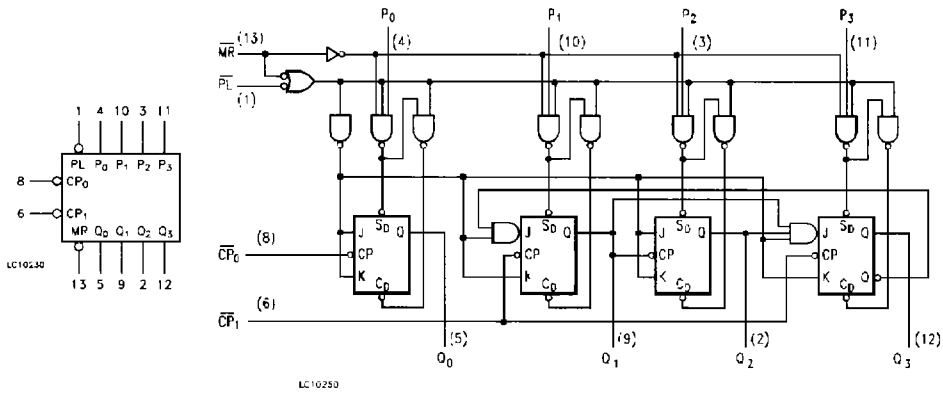 P0 P1 P2 P3
MR (13) (4) (10) (3) (11)
PL
(1)
1 4 10 3 11
PL P0 P1 P2 P3
8 CP0
6 CP1
MR Q0 Q1 Q2 Q3
13 5 9 2 12
LC10230
SD SD SD SD
J Q J Q J Q J Q
CP CP CP CP
K k K K Q
CD CD CD CD
CP0 (8)
CP1 (6)
(5) (9) (2) (12)
Q0 Q1 Q2 Q3
LC10250